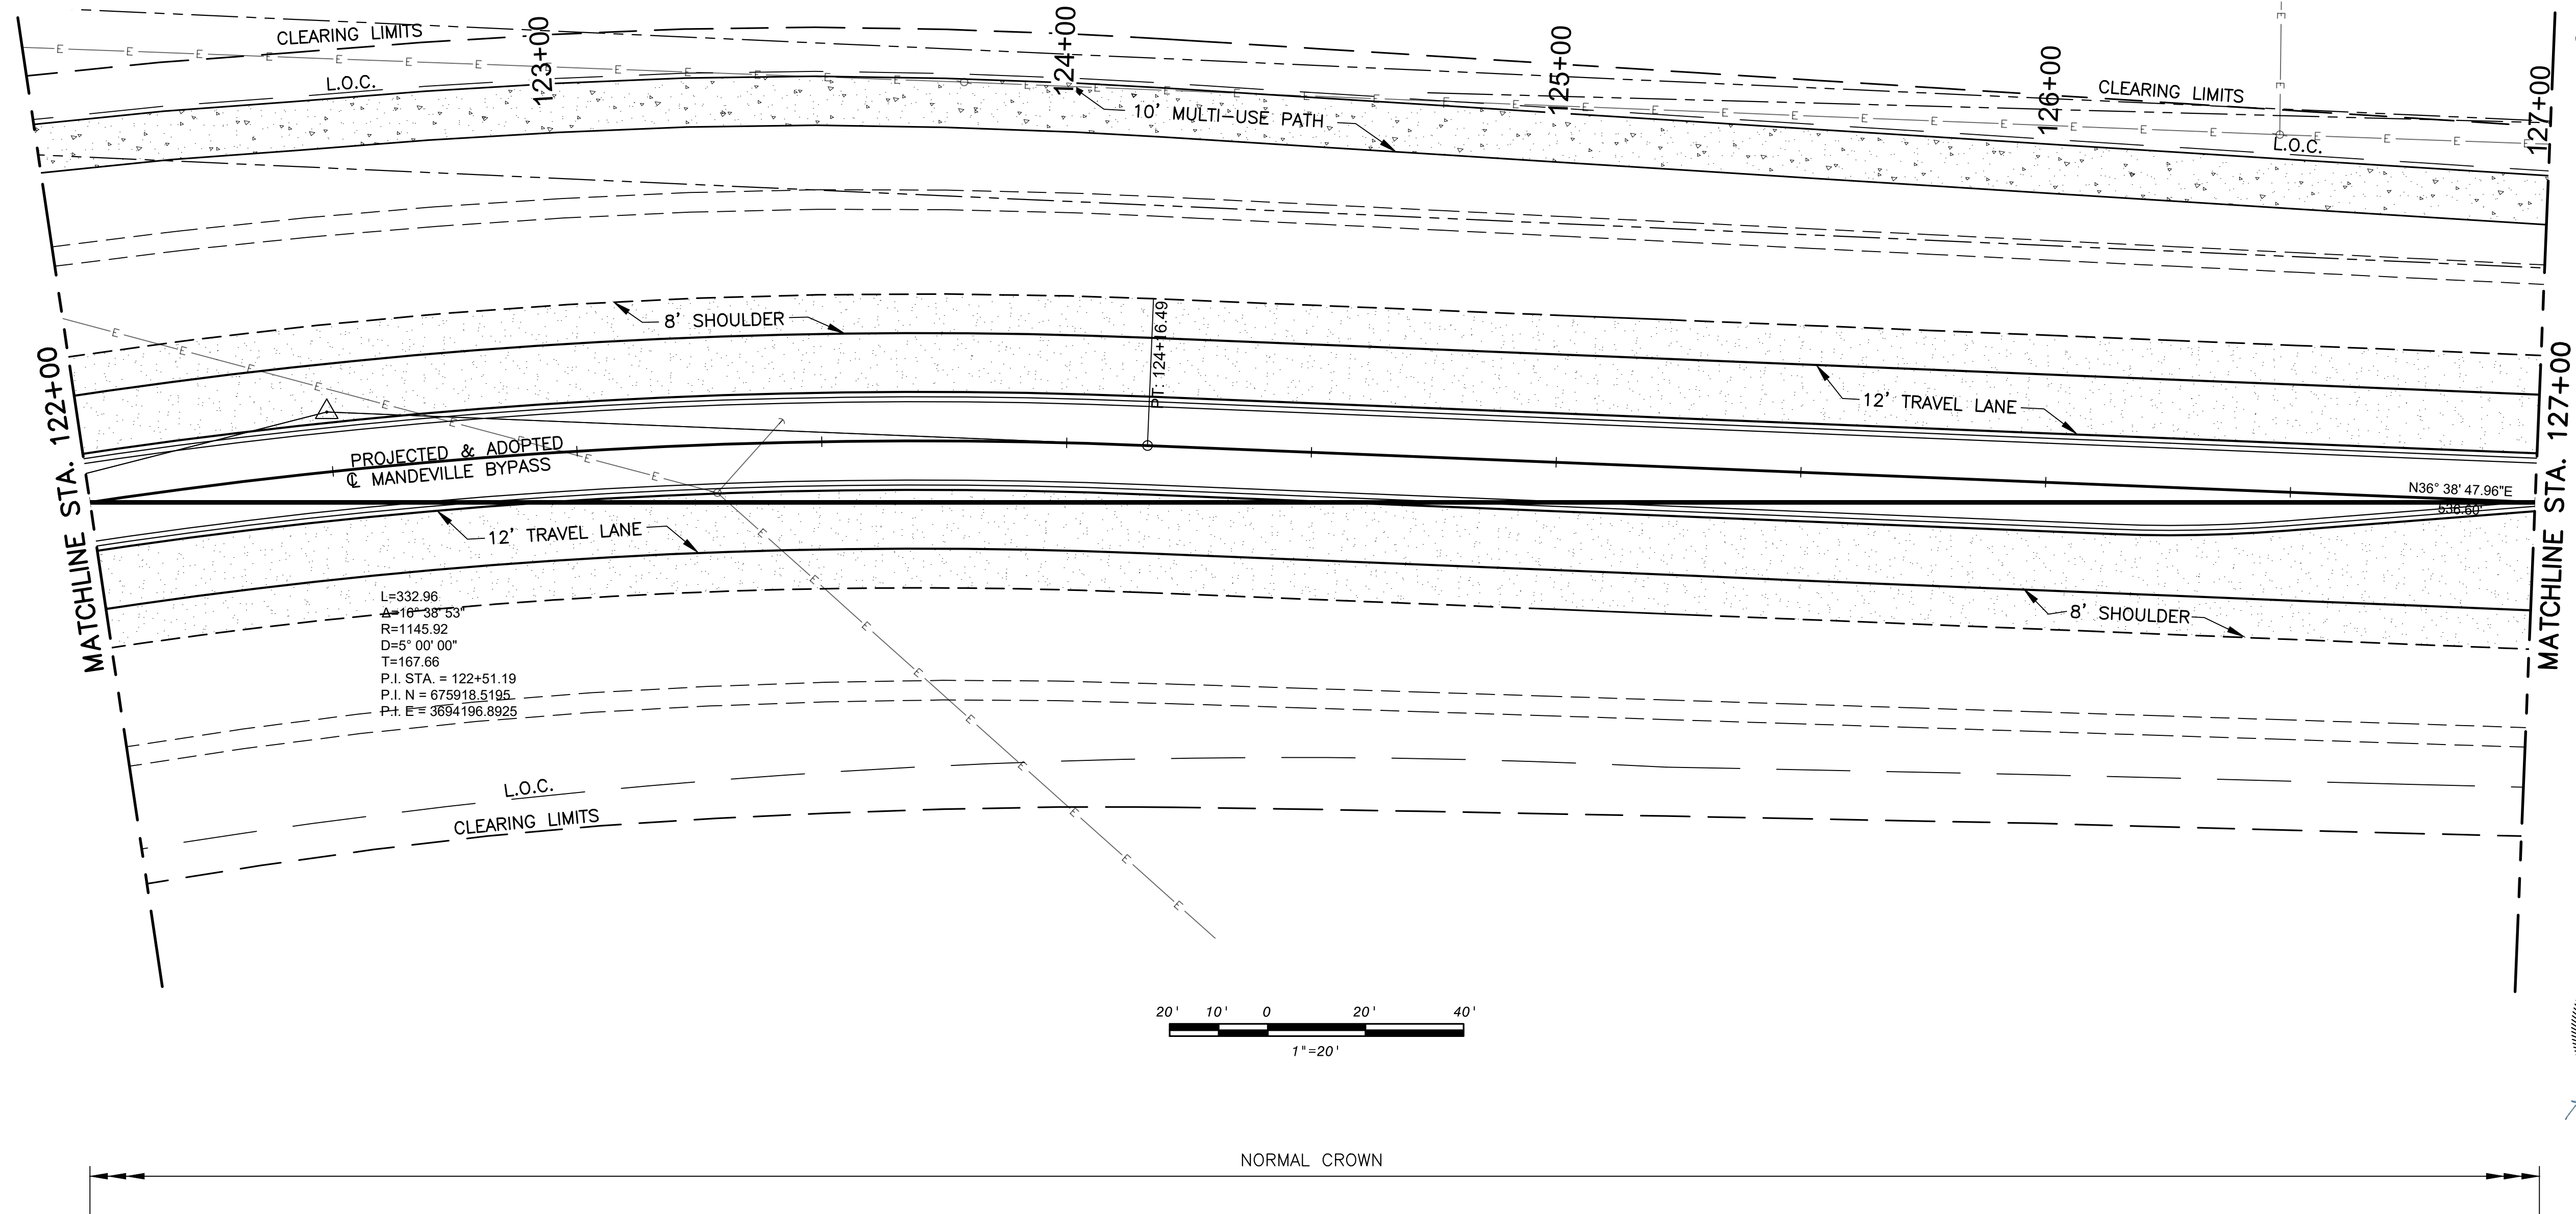 CLEARING LIMITS
L.O.C.
123+00
124+00
125+00
126+00
127+00
CLEARING LIMITS
L.O.C.
10' MULTI-USE PATH
8' SHOULDER
PT: 124+16.49
12' TRAVEL LANE
MATCHLINE STA. 122+00
MATCHLINE STA. 127+00
PROJECTED & ADOPTED
℄ MANDEVILLE BYPASS
N36° 38' 47.96"E
536.60'
12' TRAVEL LANE
8' SHOULDER
L=332.96
Δ=16° 38' 53"
R=1145.92
D=5° 00' 00"
T=167.66
P.I. STA. = 122+51.19
P.I. N = 675918.5195
P.I. E = 3694196.8925
L.O.C.
CLEARING LIMITS
E E E E E E E E E E E E E E E E E E E E E E E E E E E E E E E E E E
20' 10' 0 20' 40'
1"=20'
NORMAL CROWN